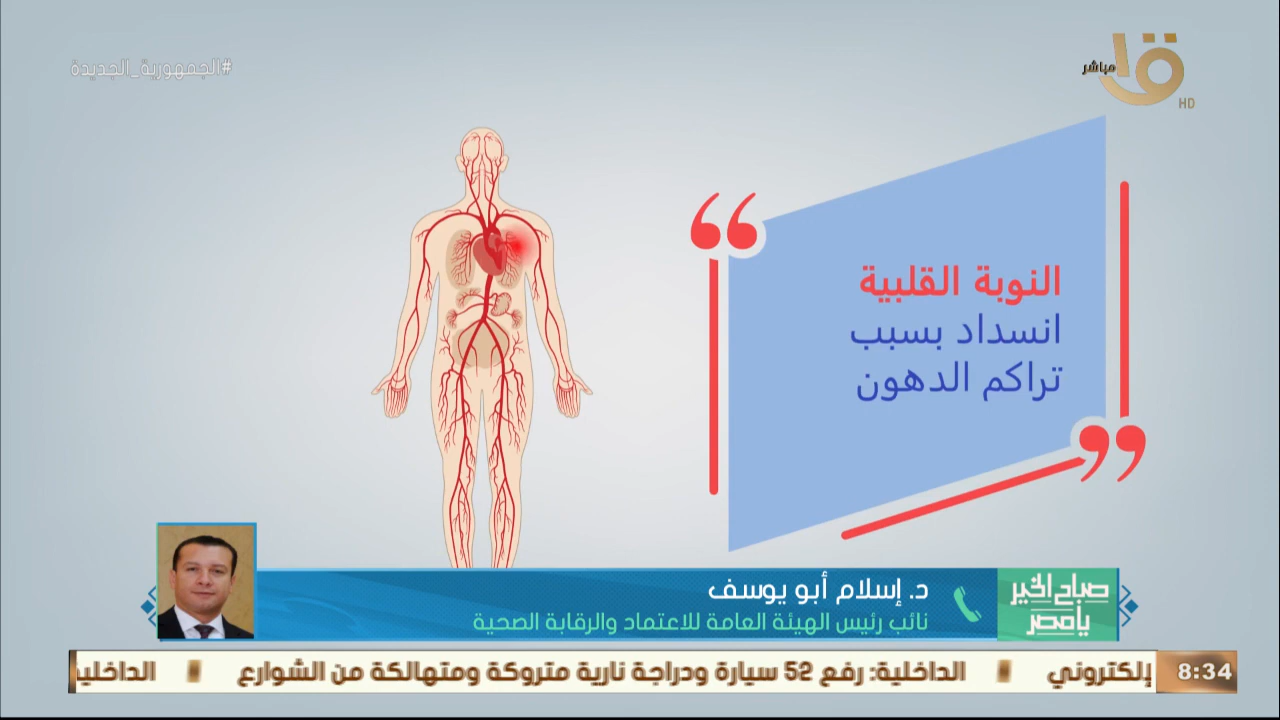 #الجمهورية_الجديدة
مباشر
HD
النوبة القلبية
انسداد بسبب
تراكم الدهون
د. إسلام أبو يوسف
نائب رئيس الهيئة العامة للاعتماد والرقابة الصحية
صباح الخير
يا مصر
8:34
إلكتروني
الداخلية: رفع 52 سيارة ودراجة نارية متروكة ومتهالكة من الشوارع